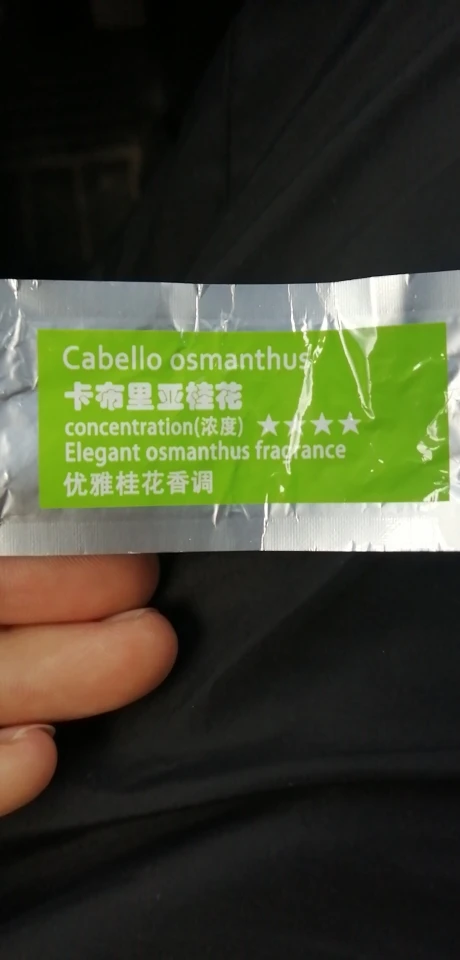 Cabello osmanthus
卡布里亚桂花
concentration(浓度) ★★★★
Elegant osmanthus fragrance
优雅桂花香调